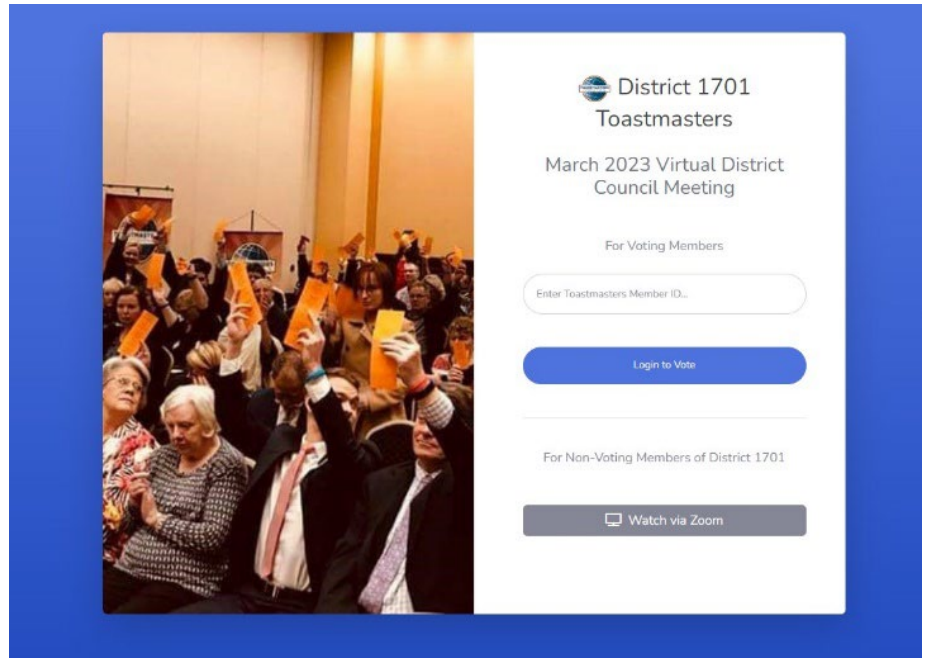 District 1701
Toastmasters
March 2023 Virtual District
Council Meeting
For Voting Members
Enter Toastmasters Member ID...
Login to Vote
For Non-Voting Members of District 1701
Watch via Zoom